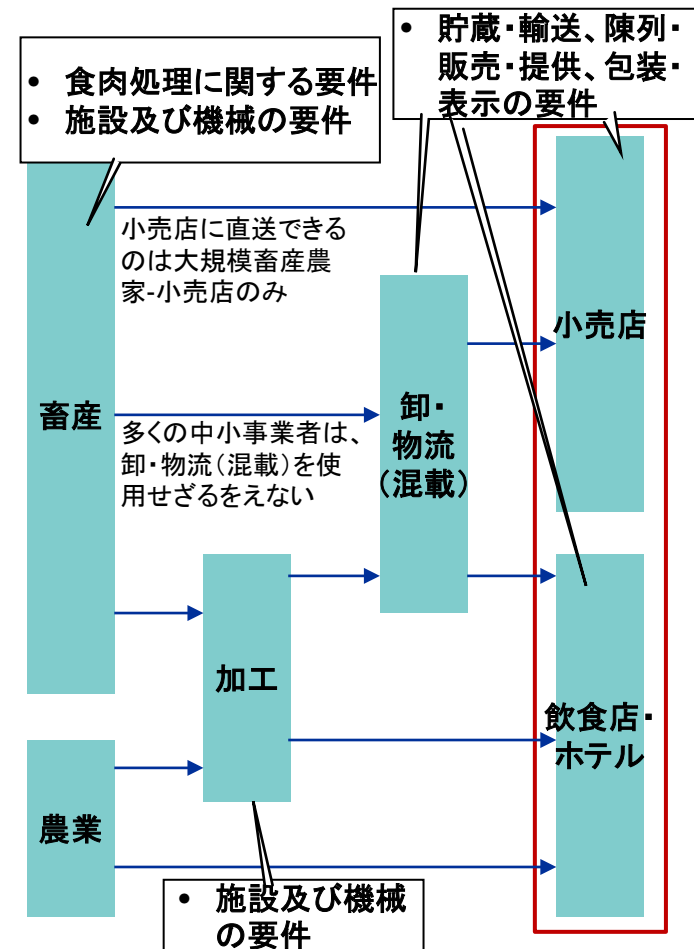 • 食肉処理に関する要件
• 施設及び機械の要件
• 貯蔵・輸送、陳列・
販売・提供、包装・
表示の要件
小売店に直送できる
のは大規模畜産農
家-小売店のみ
小売店
畜産
多くの中小事業者は、
卸・物流（混載）を使
用せざるをえない
卸・
物流
（混載）
加工
飲食店・
ホテル
農業
• 施設及び機械
の要件